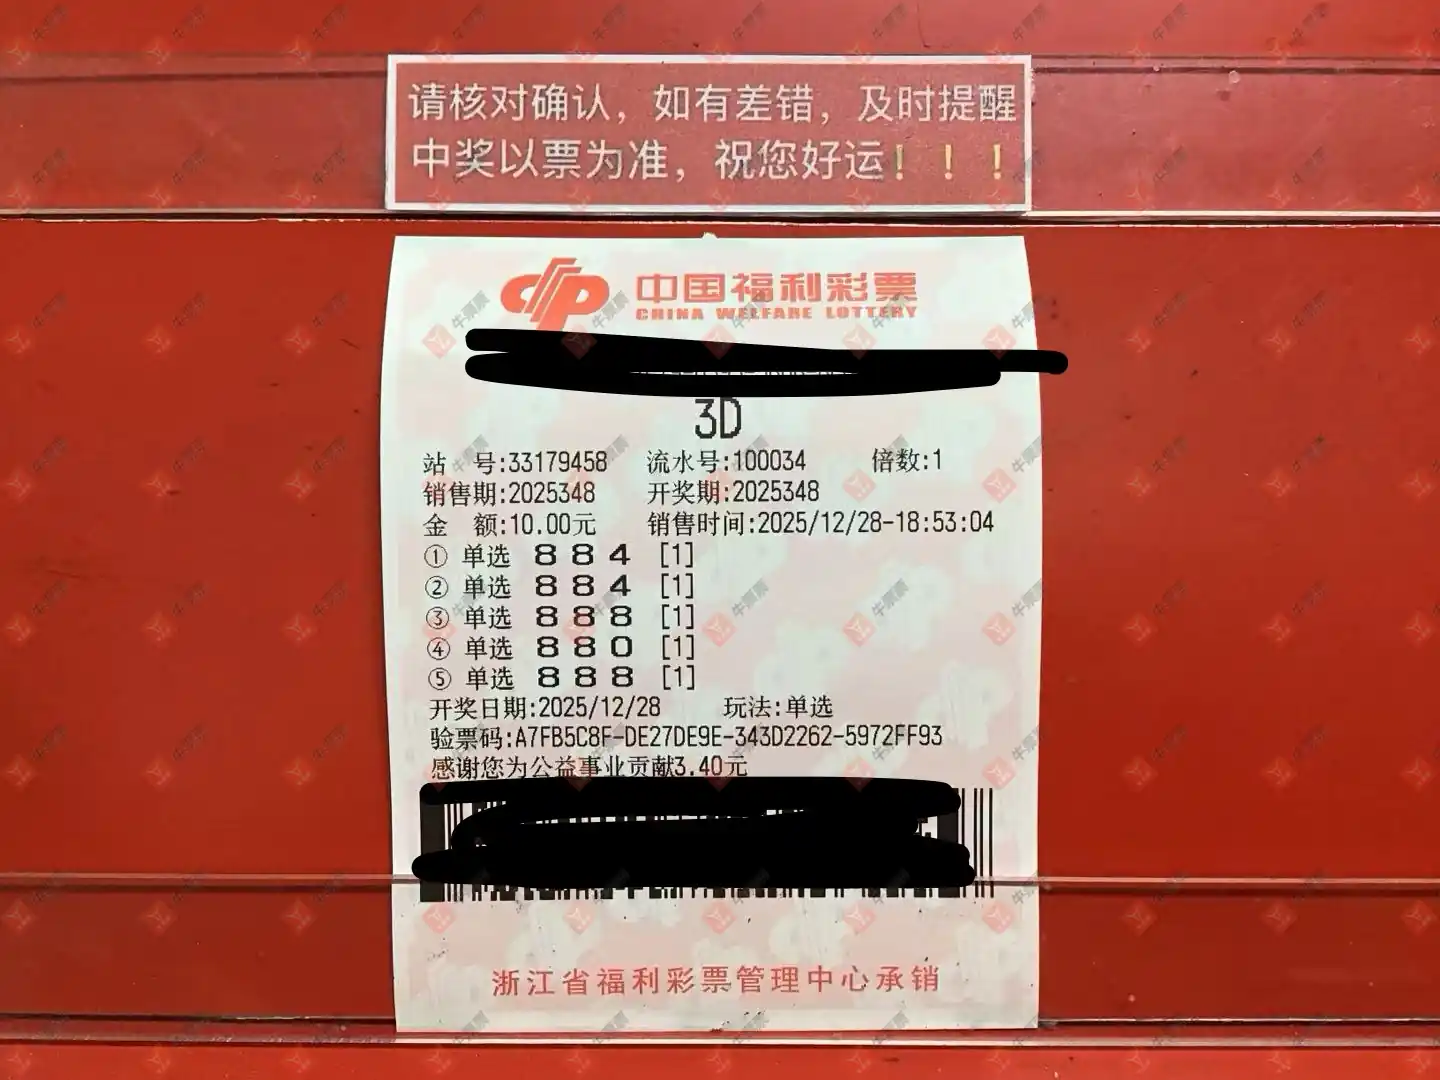 请核对确认，如有差错，及时提醒
中奖以票为准，祝您好运！！！
中国福利彩票
CHINA WELFARE LOTTERY
3D
站 号:33179458 流水号:100034 倍数:1
销售期:2025348 开奖期:2025348
金 额:10.00元 销售时间:2025/12/28-18:53:04
① 单选 8 8 4 [1]
② 单选 8 8 4 [1]
③ 单选 8 8 8 [1]
④ 单选 8 8 0 [1]
⑤ 单选 8 8 8 [1]
开奖日期:2025/12/28 玩法:单选
验票码:A7FB5C8F-DE27DE9E-343D2262-5972FF93
感谢您为公益事业贡献3.40元
浙江省福利彩票管理中心承销
牛票票